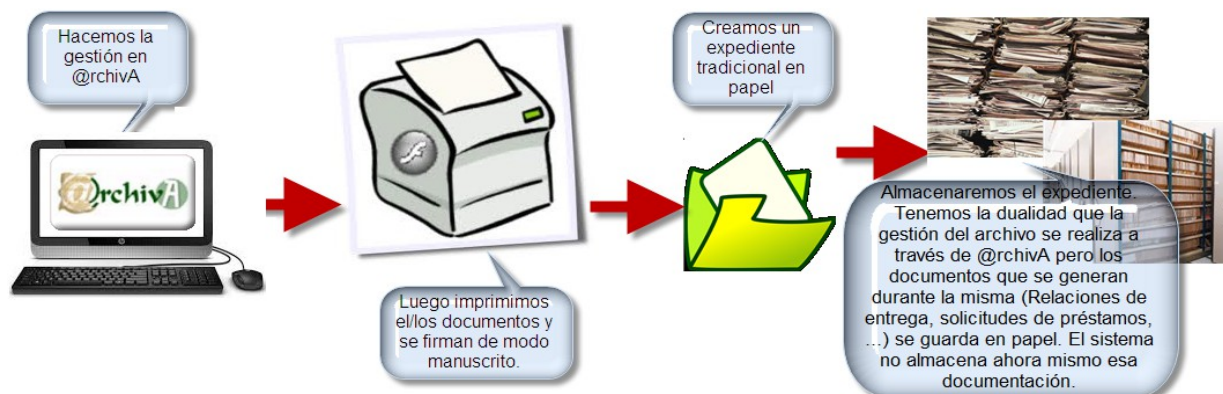 Hacemos la
gestión en
@rchivA
@rchivA
Luego imprimimos
el/los documentos y
se firman de modo
manuscrito.
Creamos un
expediente
tradicional en
papel
Almacenaremos el expediente.
Tenemos la dualidad que la
gestión del archivo se realiza a
través de @rchivA pero los
documentos que se generan
durante la misma (Relaciones de
entrega, solicitudes de préstamos,
...) se guarda en papel. El sistema
no almacena ahora mismo esa
documentación.